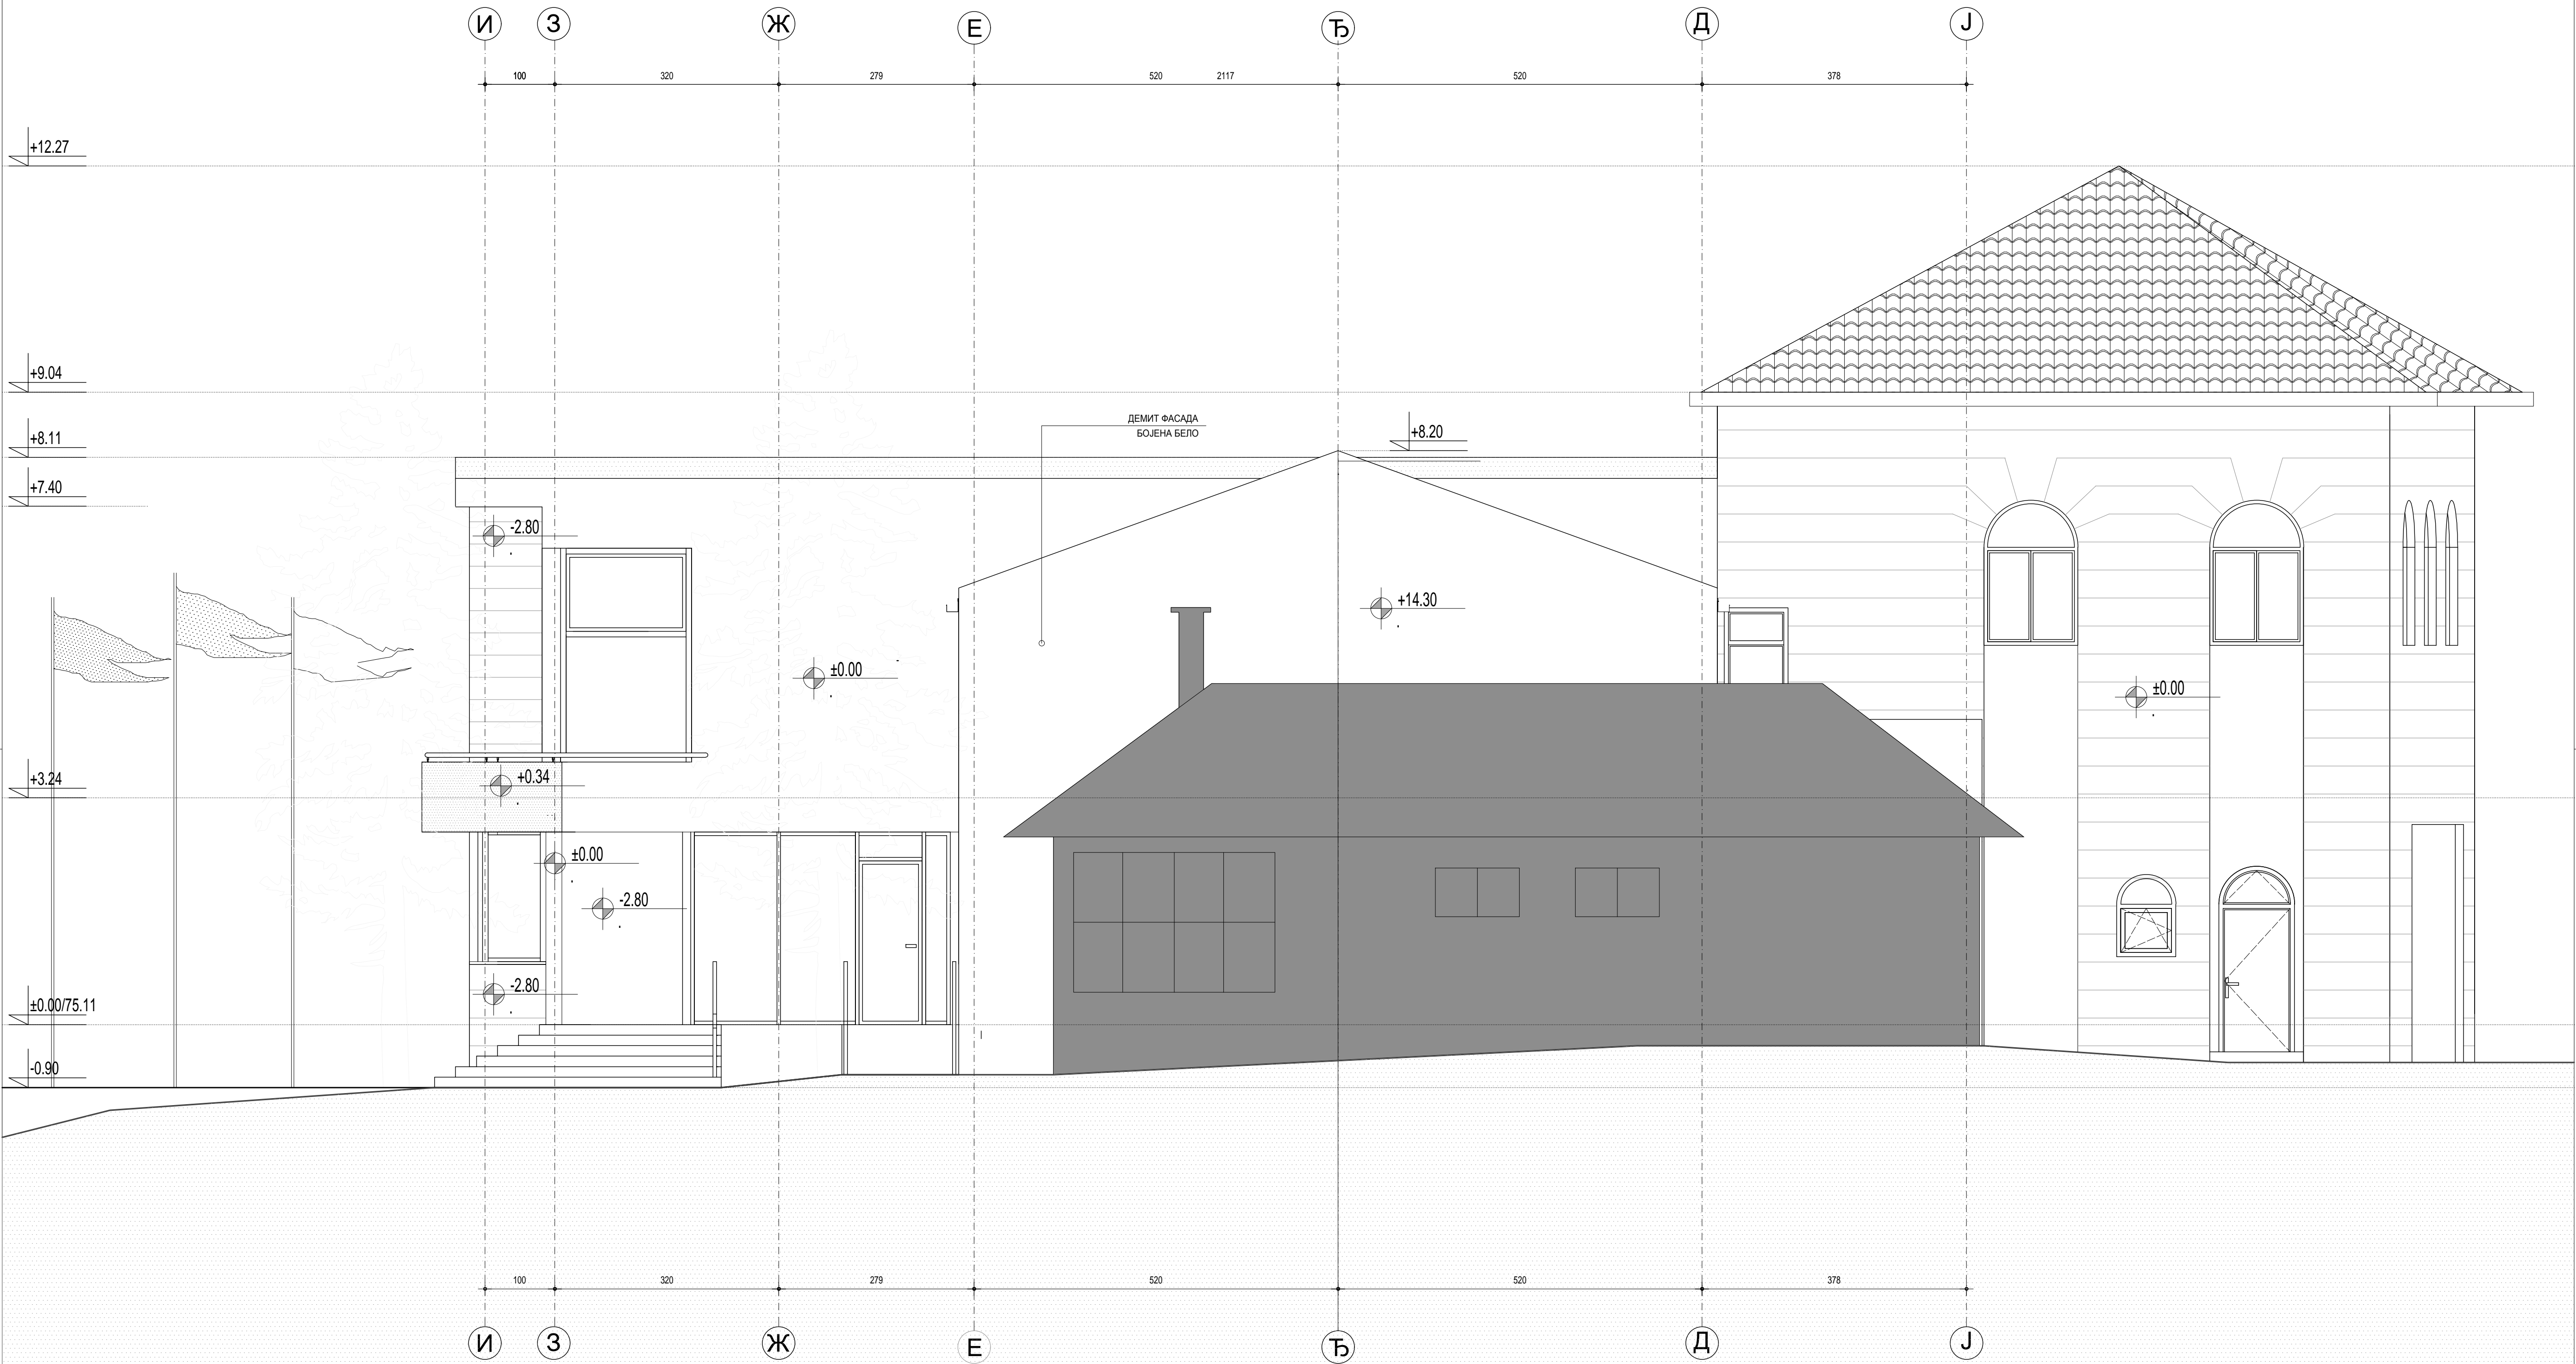 И З Ж Е Ђ Д Ј
100 320 279 520 2117 520 378
+12.27
+9.04
ДЕМИТ ФАСАДА
БОЈЕНА БЕЛО
+8.20
+8.11
+7.40
-2.80
+14.30
±0.00
±0.00
+3.24
+0.34
±0.00
-2.80
-2.80
±0.00/75.11
-0.90
100 320 279 520 520 378
И З Ж Е Ђ Д Ј